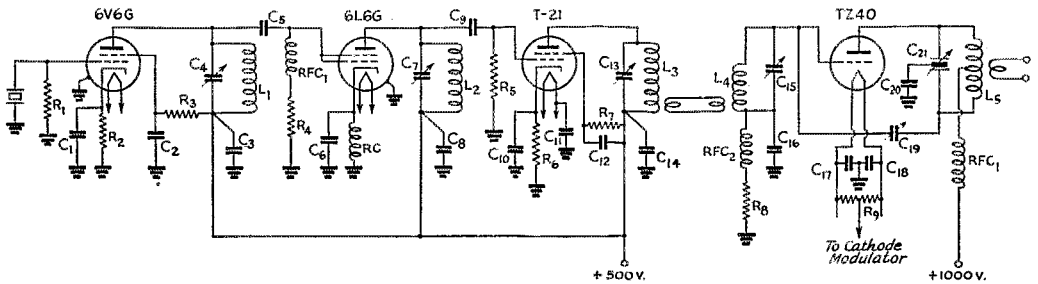 6V6G
6L6G
T-21
TZ40
C5
C9
C4
L1
RFC1
C7
L2
R5
C13
L3
L4
C15
C21
C20
L5
R1
C1
R2
R3
C2
C3
R4
C6
RC
C8
C10
R6
C11
R7
C12
C14
RFC2
C16
R8
C19
C17
C18
R9
RFC1
To Cathode
Modulator
+500V.
+1000V.